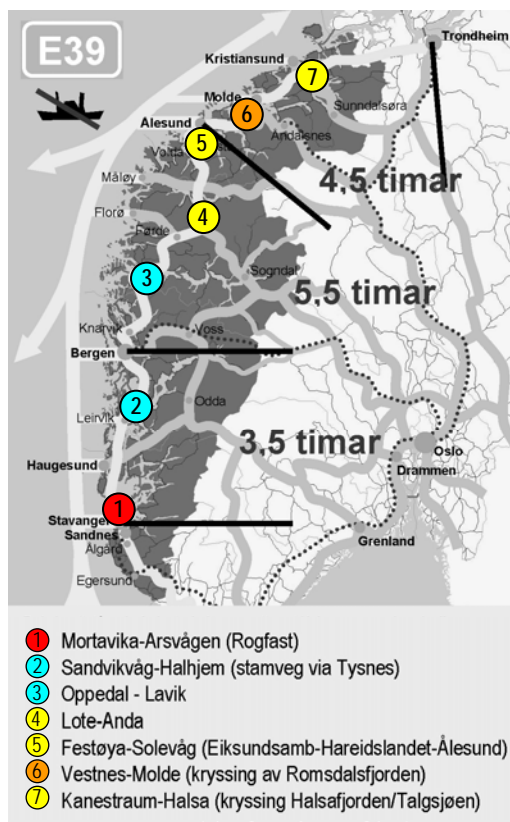 E39
Trondheim
Kristiansund
7
Molde
Sunndalsøra
6
Ålesund
Åndalsnes
Volda
5
4,5 timar
Måløy
Florø
4
Førde
3
Sogndal
5,5 timar
Knarvik
Voss
Bergen
2
Odda
Leirvik
3,5 timar
Oslo
Haugesund
Drammen
1
Stavanger
Sandnes
Grenland
Ålgård
Egersund
1 Mortavika-Arsvågen (Rogfast)
2 Sandvikvåg-Halhjem (stamveg via Tysnes)
3 Oppedal - Lavik
4 Lote-Anda
5 Festøya-Solevåg (Eiksundsamb-Hareidslandet-Ålesund)
6 Vestnes-Molde (kryssing av Romsdalsfjorden)
7 Kanestraum-Halsa (kryssing Halsafjorden/Talgsjøen)